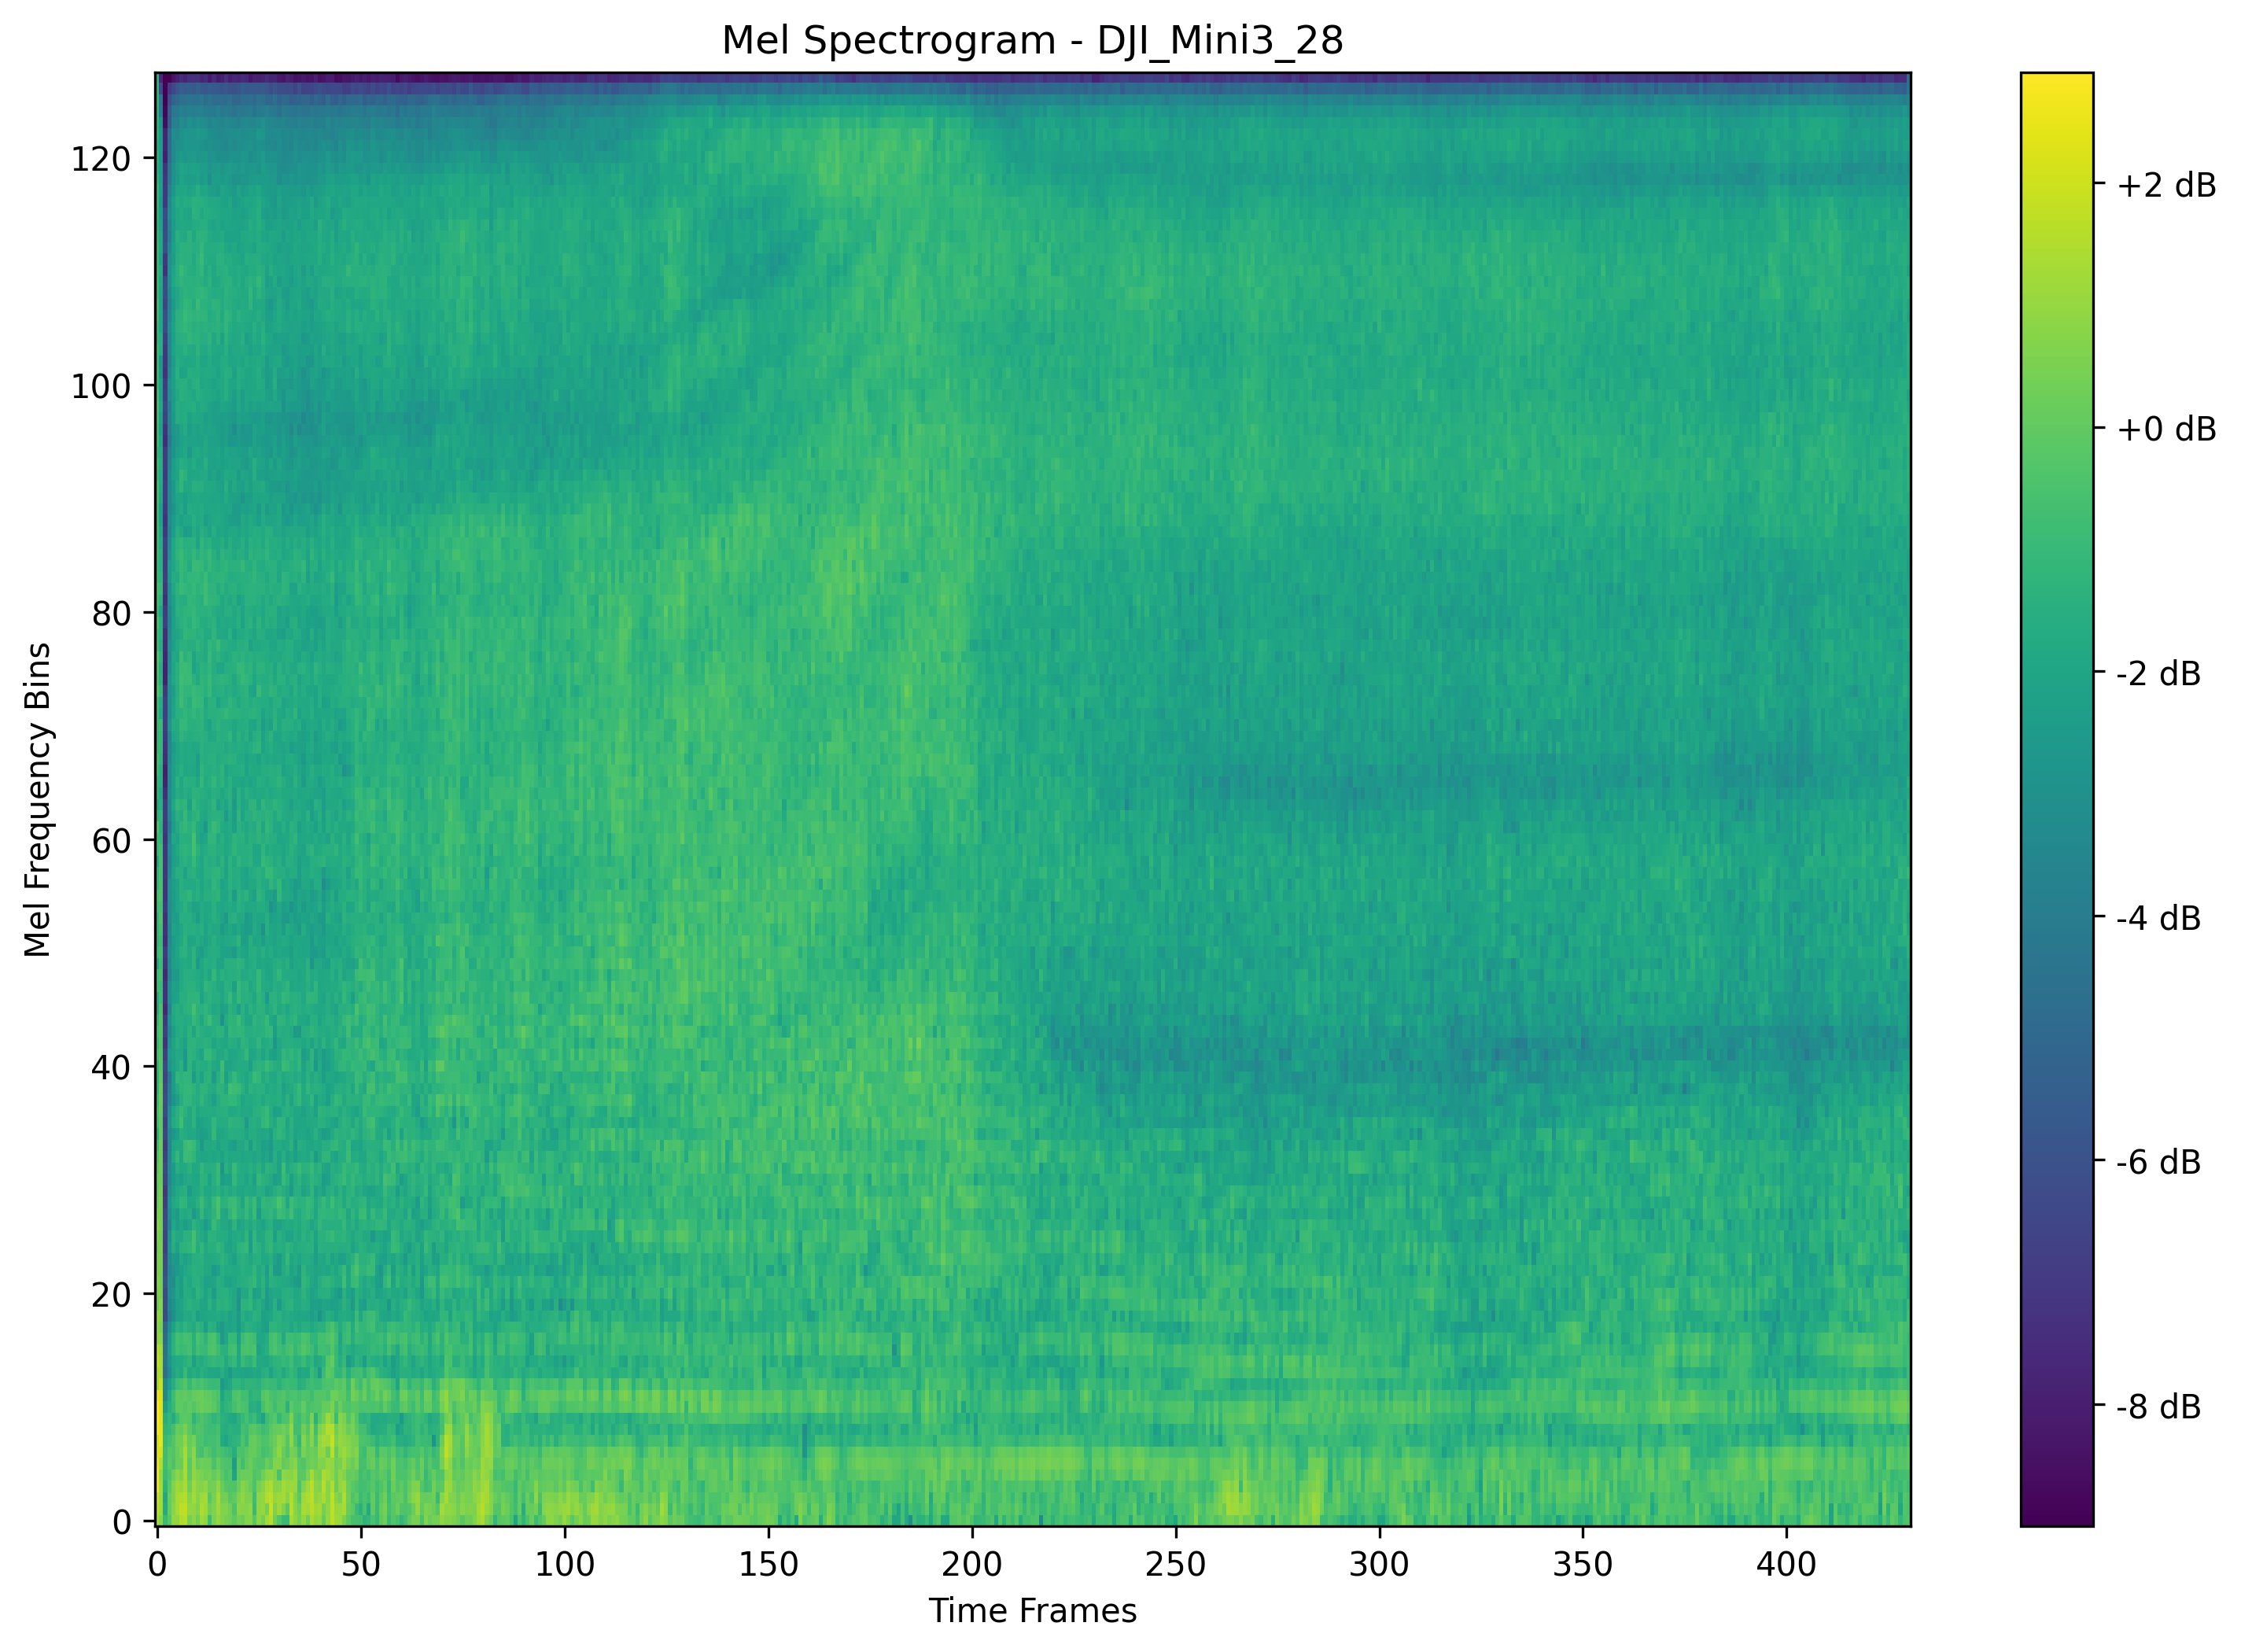 Mel Spectrogram - DJI_Mini3_28
Mel Frequency Bins
120
100
80
60
40
20
0
0 50 100 150 200 250 300 350 400
Time Frames
+2 dB
+0 dB
-2 dB
-4 dB
-6 dB
-8 dB